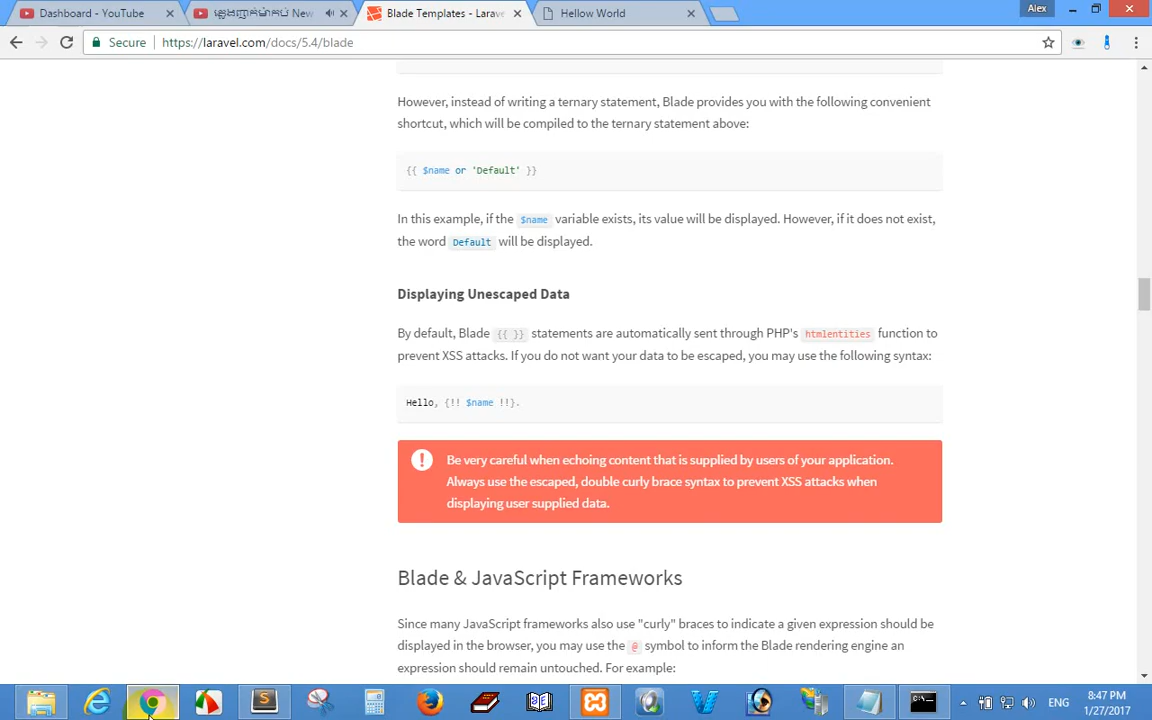 Dashboard - YouTube
New
Blade Templates - Larave
Hellow World
Alex
Secure
https://laravel.com/docs/5.4/blade
However, instead of writing a ternary statement, Blade provides you with the following convenient
shortcut, which will be compiled to the ternary statement above:
{{ $name or 'Default' }}
In this example, if the $name variable exists, its value will be displayed. However, if it does not exist,
the word Default will be displayed.
Displaying Unescaped Data
By default, Blade {{ }} statements are automatically sent through PHP's htmlentities function to
prevent XSS attacks. If you do not want your data to be escaped, you may use the following syntax:
Hello, {!! $name !!}.
Be very careful when echoing content that is supplied by users of your application.
Always use the escaped, double curly brace syntax to prevent XSS attacks when
displaying user supplied data.
Blade & JavaScript Frameworks
Since many JavaScript frameworks also use "curly" braces to indicate a given expression should be
displayed in the browser, you may use the @ symbol to inform the Blade rendering engine an
expression should remain untouched. For example:
ENG
8:47 PM
1/27/2017